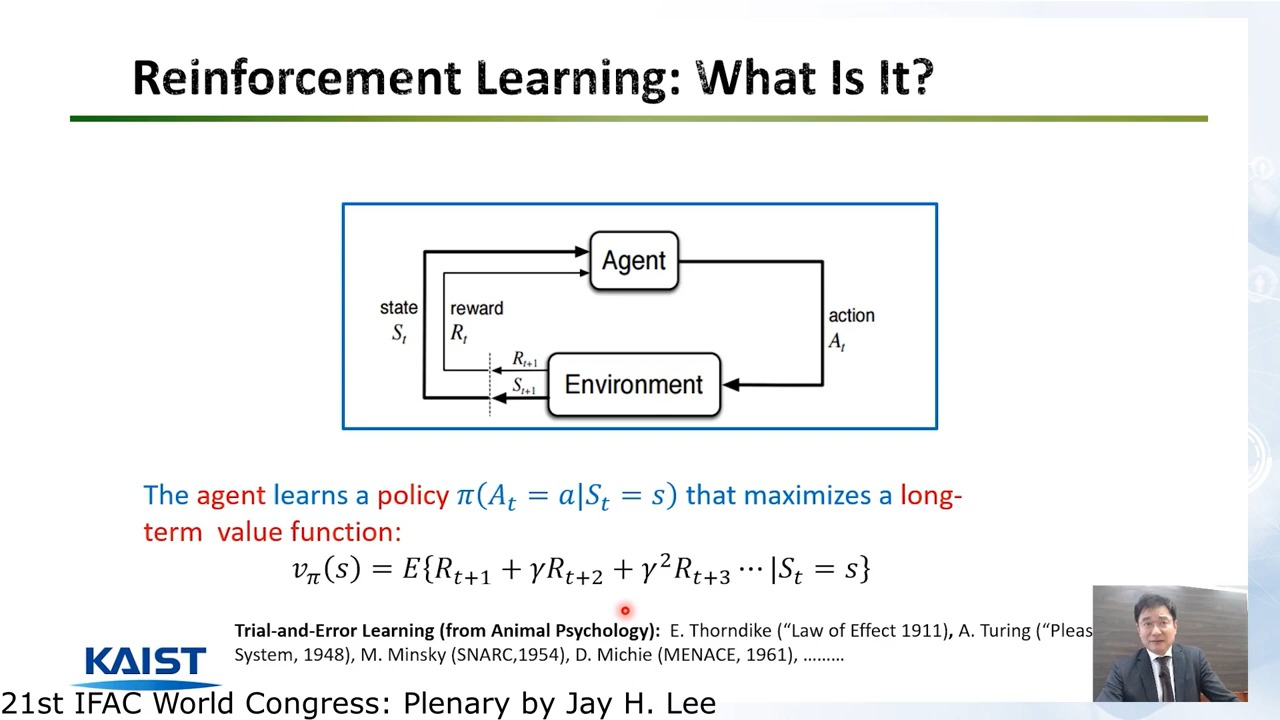 Reinforcement Learning: What Is It?
Agent
state
S_t
reward
R_t
action
A_t
R_{t+1}
S_{t+1}
Environment
The agent learns a policy π(A_t = a|S_t = s) that maximizes a long-
term value function:
v_π(s) = E{R_{t+1} + γR_{t+2} + γ²R_{t+3} ⋯ |S_t = s}
Trial-and-Error Learning (from Animal Psychology): E. Thorndike (“Law of Effect 1911), A. Turing (“Pleas
System, 1948), M. Minsky (SNARC,1954), D. Michie (MENACE, 1961), ………
KAIST
21st IFAC World Congress: Plenary by Jay H. Lee